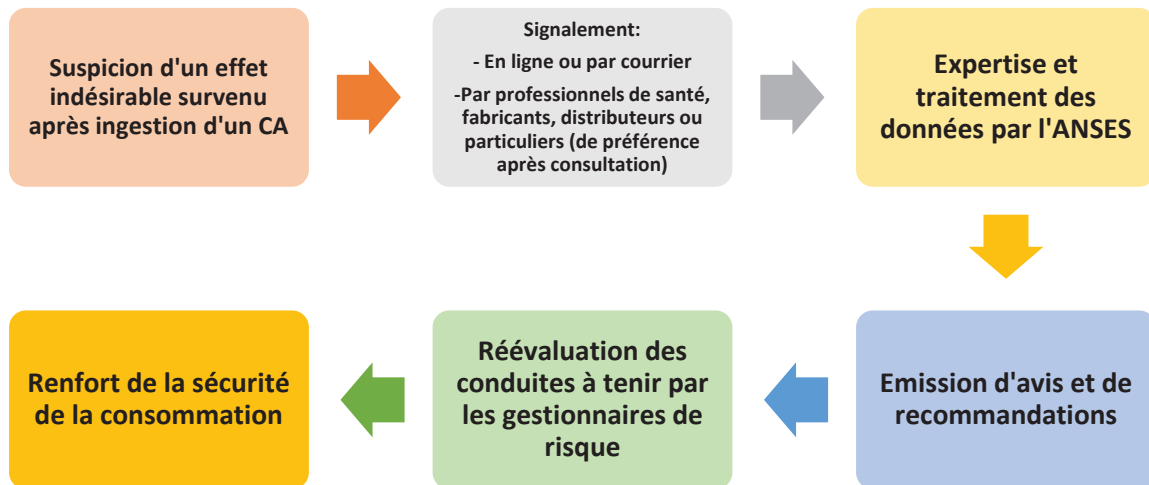 Suspicion d'un effet
indésirable survenu
après ingestion d'un CA
Signalement:
- En ligne ou par courrier
-Par professionnels de santé,
fabricants, distributeurs ou
particuliers (de préférence
après consultation)
Expertise et
traitement des
données par l'ANSES
Emission d'avis et de
recommandations
Réévaluation des
conduites à tenir par
les gestionnaires de
risque
Renfort de la sécurité
de la consommation